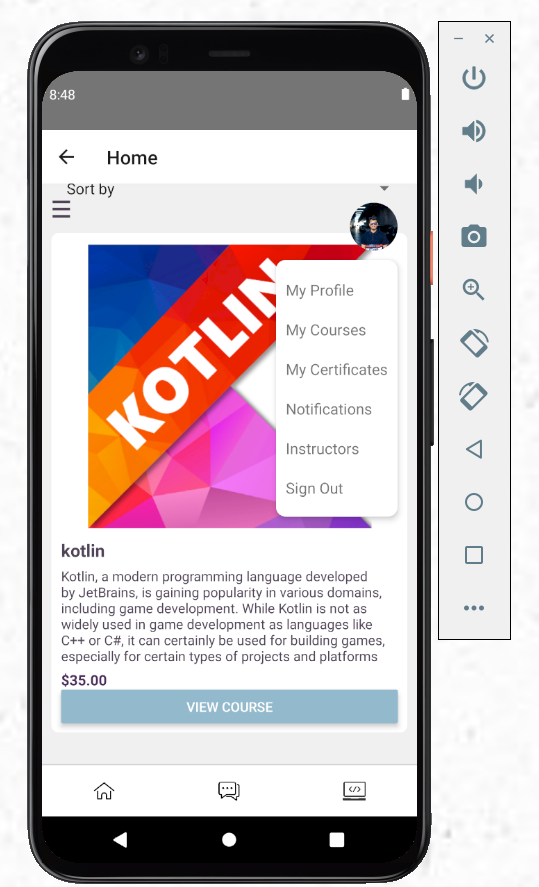 8:48
Home
Sort by
KOTLIN
My Profile
My Courses
My Certificates
Notifications
Instructors
Sign Out
kotlin
Kotlin, a modern programming language developed
by JetBrains, is gaining popularity in various domains,
including game development. While Kotlin is not as
widely used in game development as languages like
C++ or C#, it can certainly be used for building games,
especially for certain types of projects and platforms
$35.00
VIEW COURSE